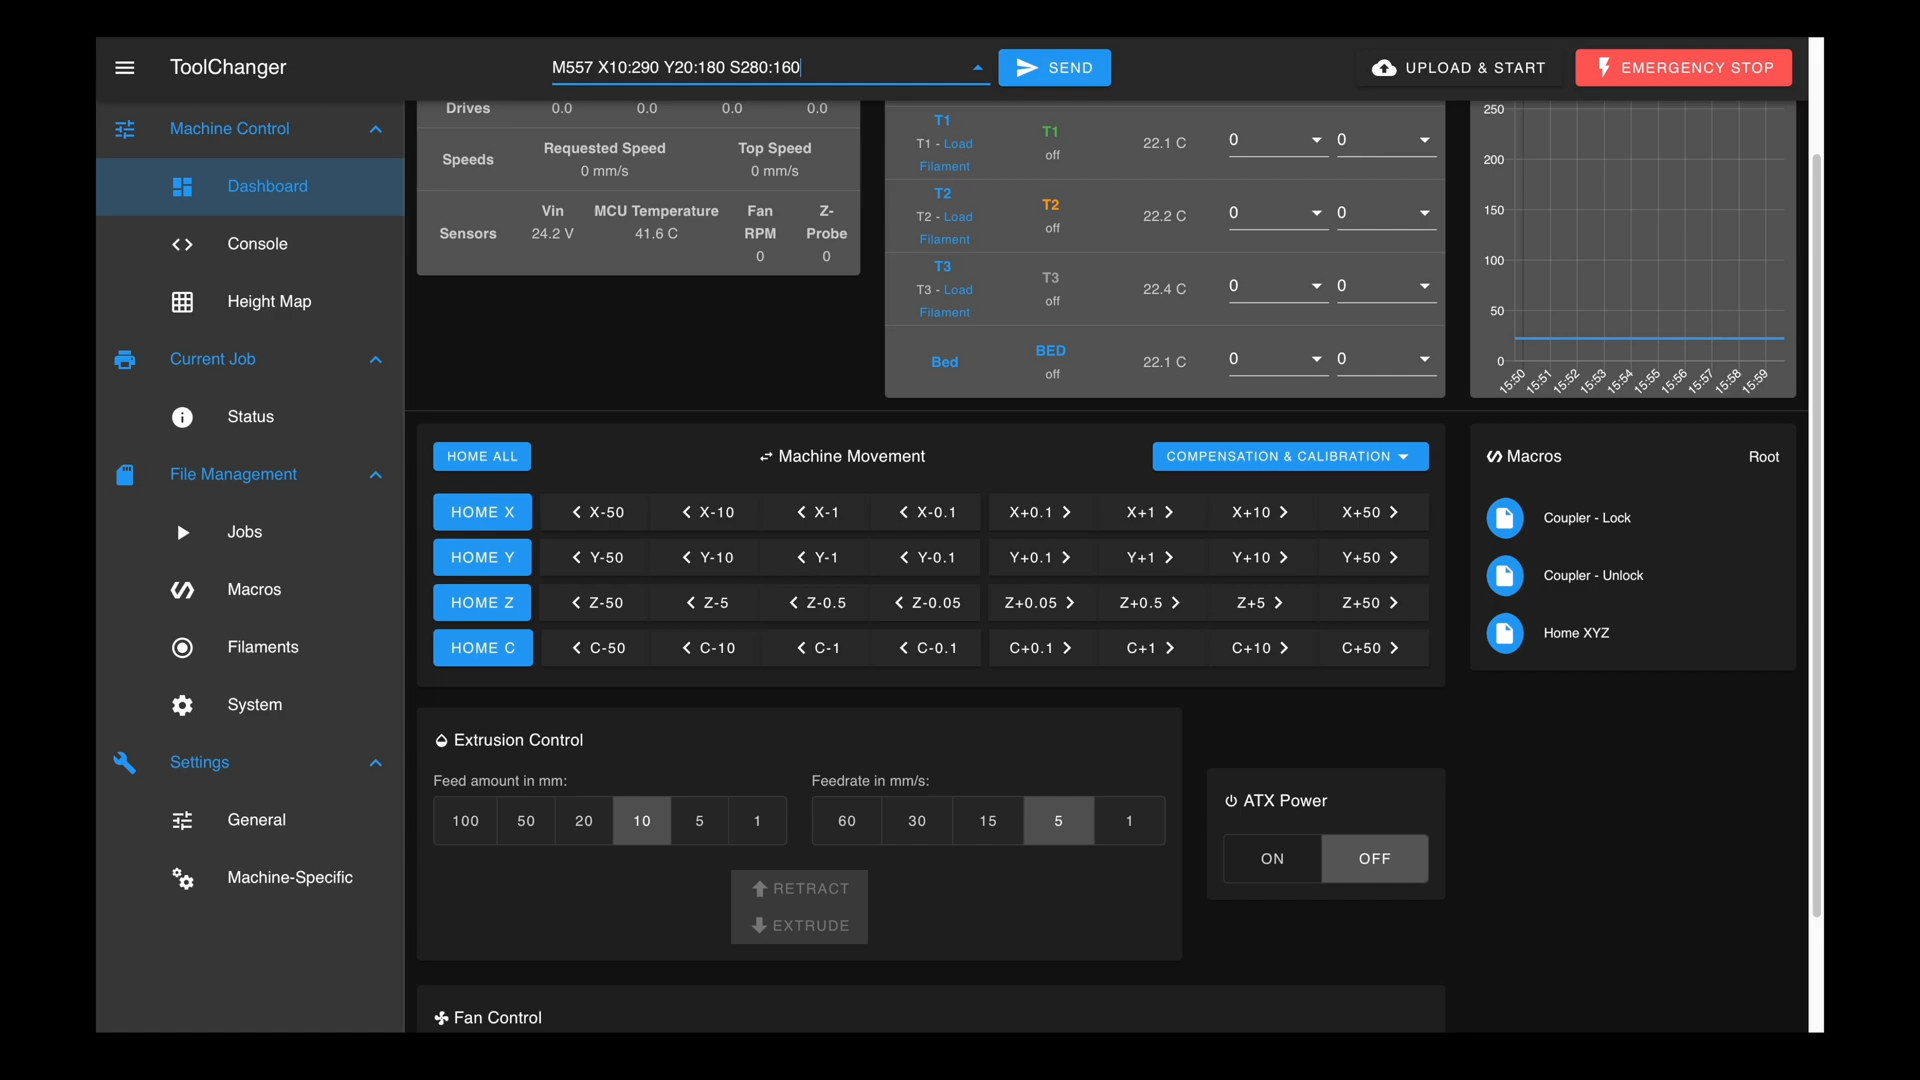 ToolChanger
M557 X10:290 Y20:180 S280:160
SEND
UPLOAD & START
EMERGENCY STOP
Machine Control
Dashboard
Console
Height Map
Current Job
Status
File Management
Jobs
Macros
Filaments
System
Settings
General
Machine-Specific
Drives 0.0 0.0 0.0 0.0
Speeds
Requested Speed
0 mm/s
Top Speed
0 mm/s
Sensors
Vin
24.2 V
MCU Temperature
41.6 C
Fan
RPM
0
Z-
Probe
0
T1
T1 - Load
Filament
T1
off
22.1 C
0
0
T2
T2 - Load
Filament
T2
off
22.2 C
0
0
T3
T3 - Load
Filament
T3
off
22.4 C
0
0
Bed
BED
off
22.1 C
0
0
250
200
150
100
50
0
15:50
15:51
15:52
15:53
15:54
15:55
15:56
15:57
15:58
15:59
HOME ALL
Machine Movement
COMPENSATION & CALIBRATION
HOME X X-50 X-10 X-1 X-0.1 X+0.1 X+1 X+10 X+50
HOME Y Y-50 Y-10 Y-1 Y-0.1 Y+0.1 Y+1 Y+10 Y+50
HOME Z Z-50 Z-5 Z-0.5 Z-0.05 Z+0.05 Z+0.5 Z+5 Z+50
HOME C C-50 C-10 C-1 C-0.1 C+0.1 C+1 C+10 C+50
Macros
Root
Coupler - Lock
Coupler - Unlock
Home XYZ
Extrusion Control
Feed amount in mm:
100 50 20 10 5 1
Feedrate in mm/s:
60 30 15 5 1
RETRACT
EXTRUDE
ATX Power
ON OFF
Fan Control